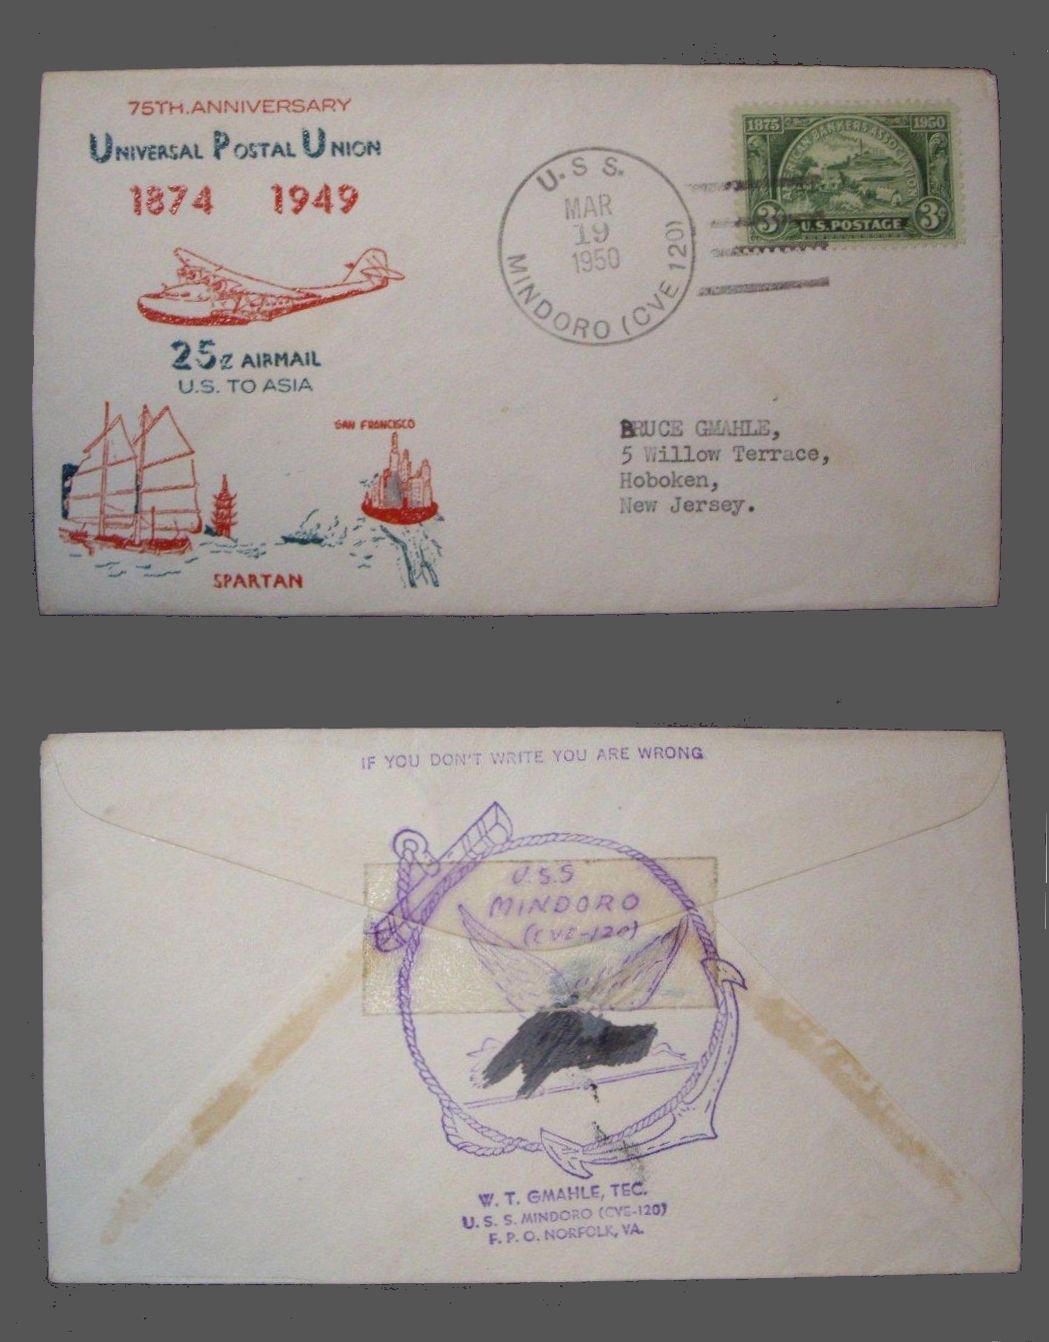 75TH. ANNIVERSARY
UNIVERSAL POSTAL UNION
1874 1949
25¢ AIRMAIL
U.S. TO ASIA
SAN FRANCISCO
SPARTAN
U.S.S. MINDORO (CVE 120)
MAR
19
1950
1875 1950
AMERICAN BANKERS ASSOCIATION
3¢ U.S. POSTAGE 3¢
BRUCE GMAHLE,
5 Willow Terrace,
Hoboken,
New Jersey.
IF YOU DON'T WRITE YOU ARE WRONG
U.S.S
MINDORO
(CVE-120)
W. T. GMAHLE, TEC.
U. S. S. MINDORO (CVE-120)
F. P. O. NORFOLK, VA.